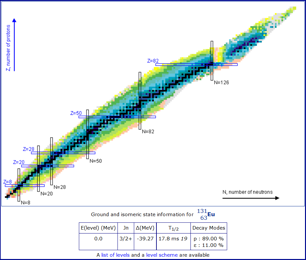 Z, number of protons
Z=82
N=126
Z=50
N=82
Z=28
N=50
Z=20
N=28
Z=8
N=20
N=8
N, number of neutrons
Ground and isomeric state information for 131 63 Eu
E(level) (MeV) Jπ Δ(MeV) T1/2 Decay Modes
0.0 3/2+ -39.27 17.8 ms 19 p : 89.00 %
ε : 11.00 %
A list of levels and a level scheme are available